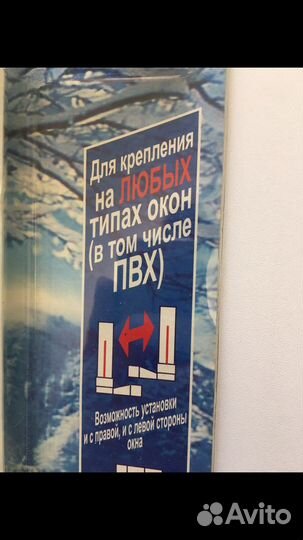 Для крепления
на ЛЮБЫХ
типах окон
(в том числе
ПВХ)
Возможность установки
и с правой, и с левой стороны
окна
Avito